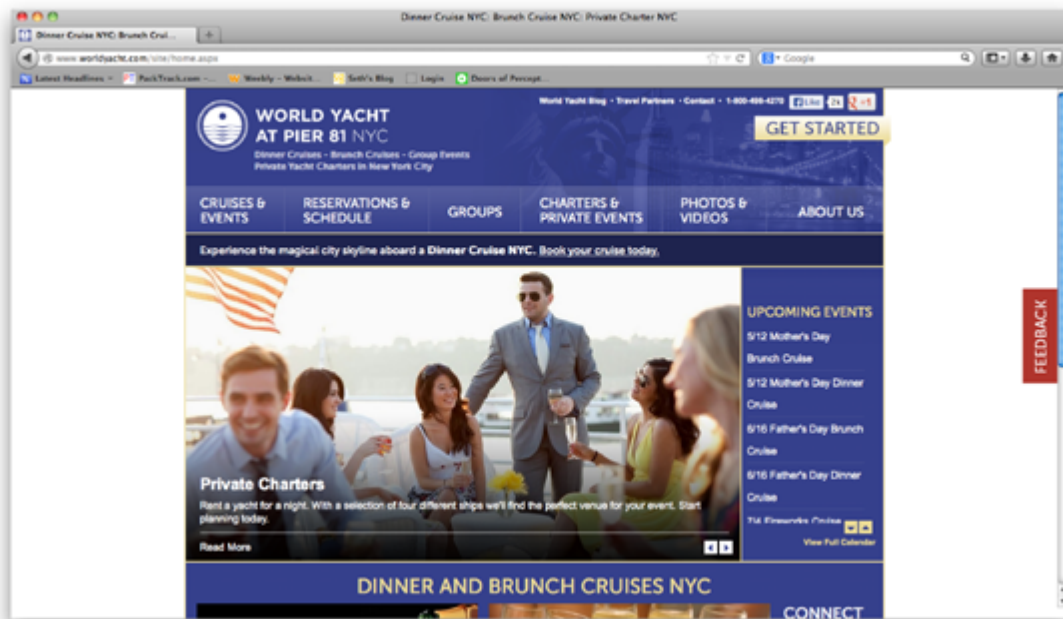 Dinner Cruise NYC: Brunch Cruise NYC: Private Charter NYC
Dinner Cruise NYC: Brunch Crui...
www.worldyacht.com/site/home.aspx
Google
Latest Headlines
PackTrack.com -...
Weekly - Websit...
Seth's Blog
Login
Doors of Percept...
World Yacht Blog • Travel Partners • Contact • 1-800-498-4270
Like
2k
+1
WORLD YACHT
AT PIER 81 NYC
GET STARTED
Dinner Cruises - Brunch Cruises - Group Events
Private Yacht Charters in New York City
CRUISES &
EVENTS
RESERVATIONS &
SCHEDULE
GROUPS
CHARTERS &
PRIVATE EVENTS
PHOTOS &
VIDEOS
ABOUT US
Experience the magical city skyline aboard a Dinner Cruise NYC. Book your cruise today.
UPCOMING EVENTS
5/12 Mother's Day
Brunch Cruise
5/12 Mother's Day Dinner
Cruise
6/16 Father's Day Brunch
Cruise
6/16 Father's Day Dinner
Cruise
7/4 Fireworks Cruise
View Full Calendar
FEEDBACK
Private Charters
Rent a yacht for a night. With a selection of four different ships we'll find the perfect venue for your event. Start
planning today.
Read More
DINNER AND BRUNCH CRUISES NYC
CONNECT